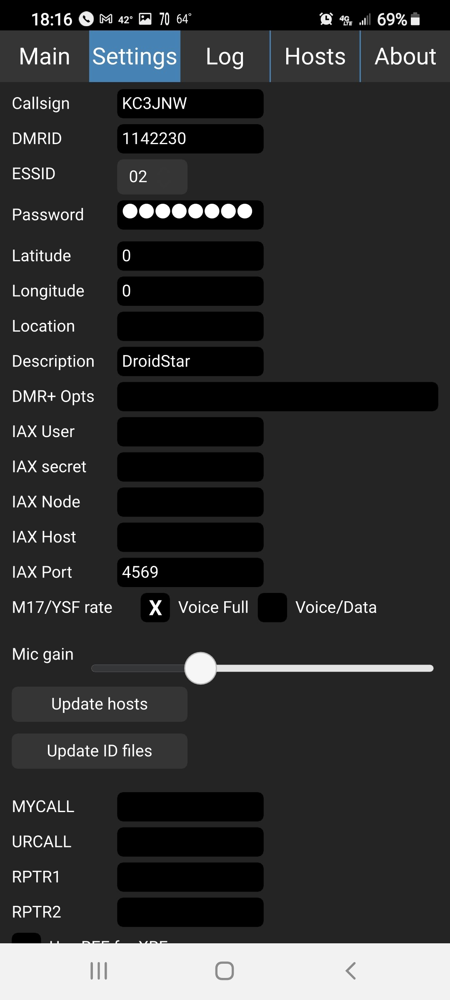 18:16 42° 70 64° 4G LTE 69%
Main Settings Log Hosts About
Callsign KC3JNW
DMRID 1142230
ESSID 02
Password
Latitude 0
Longitude 0
Location
Description DroidStar
DMR+ Opts
IAX User
IAX secret
IAX Node
IAX Host
IAX Port 4569
M17/YSF rate X Voice Full Voice/Data
Mic gain
Update hosts
Update ID files
MYCALL
URCALL
RPTR1
RPTR2